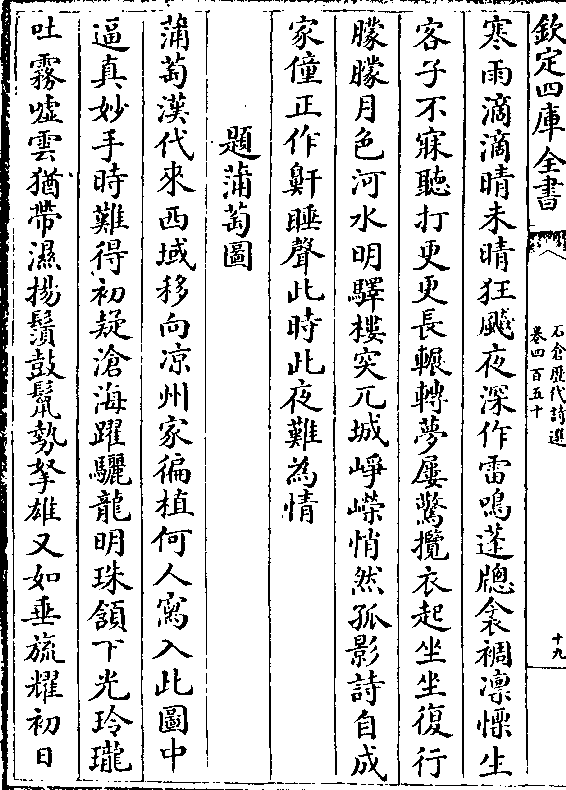 欽定四庫全書
石倉歷代詩選
卷四百五十
十九
寒雨滴滴晴未晴狂飈夜深作雷鳴蓬牕衾裯凛慄生
客子不寐聽打更更長輾轉夢屢驚攬衣起坐坐復行
朦朦月色河水明驛樓突兀城崢嶸悄然孤影詩自成
家僮正作鼾睡聲此時此夜難為情
題蒲萄圖
蒲萄漢代來西域移向凉州家徧植何人寫入此圖中
逼真妙手時難得初疑滄海躍驪龍明珠頷下光玲瓏
吐霧嘘雲猶帶濕揚鬚鼓鬛勢拏雄又如垂旒耀初日